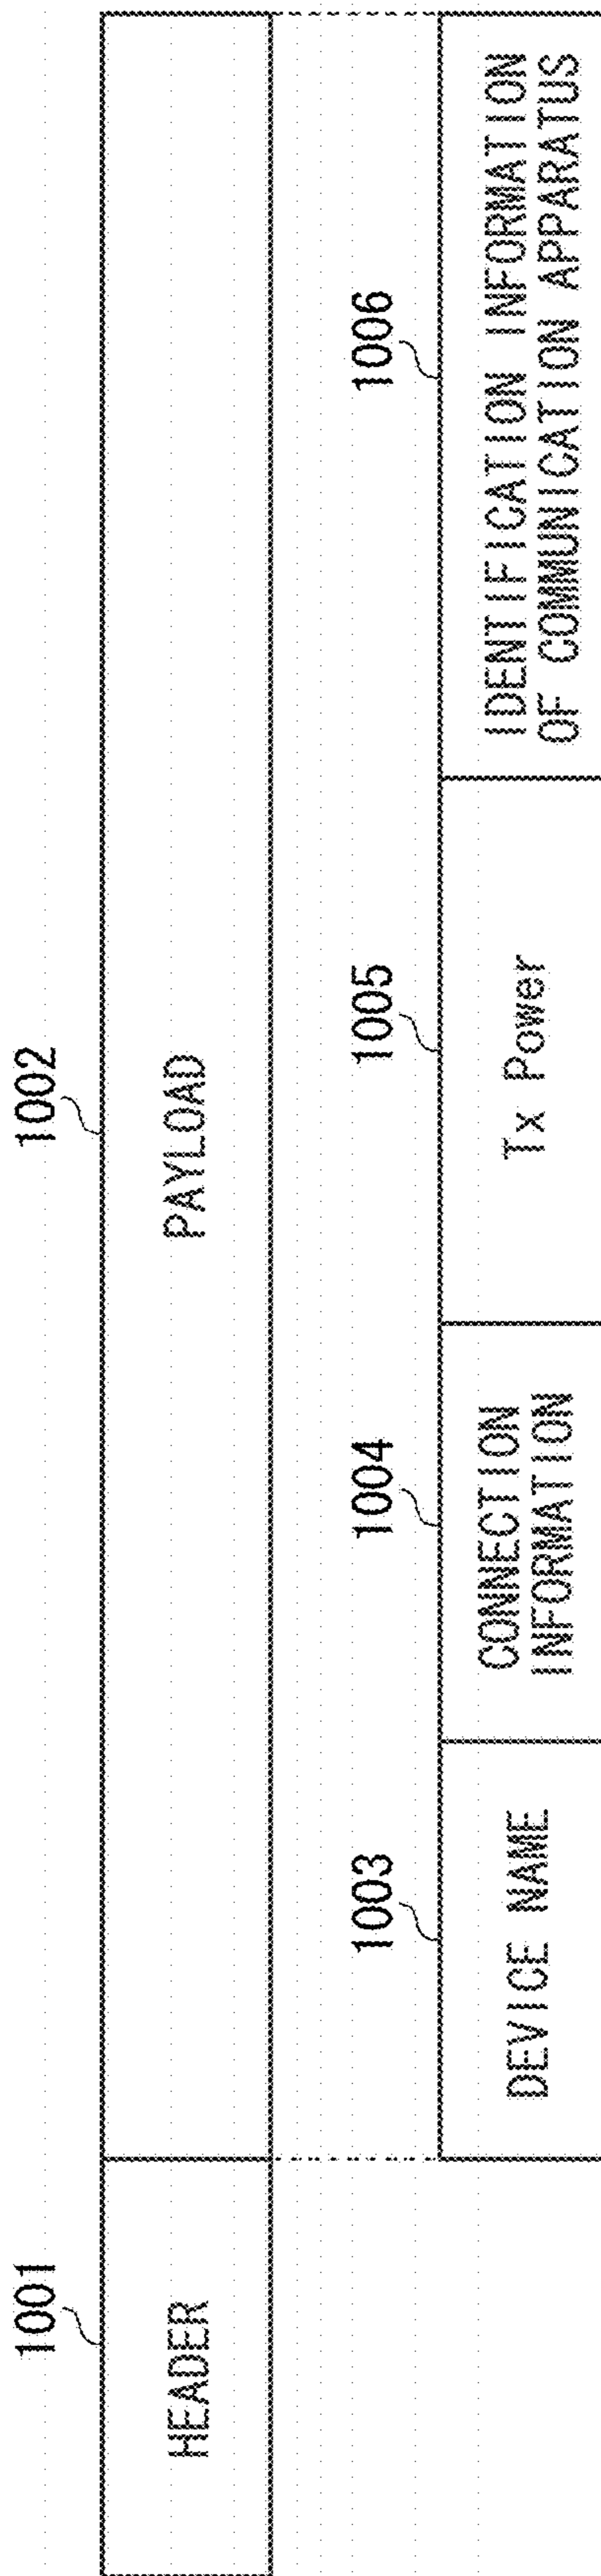 1001
1002
HEADER
PAYLOAD
1003
1004
1005
1006
DEVICE NAME
CONNECTION
INFORMATION
Tx Power
IDENTIFICATION INFORMATION
OF COMMUNICATION APPARATUS